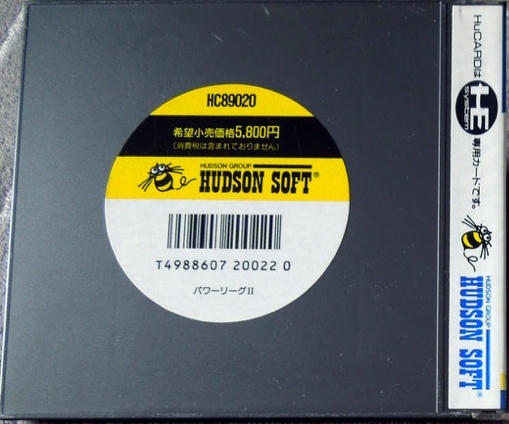 HC89020
希望小売価格5,800円
(消費税は含まれておりません)
HUDSON GROUP
HUDSON SOFT®
T4988607 20022 0
パワーリーグII
HuCARDは
HE
system
専用カードです。
HUDSON GROUP
HUDSON SOFT®